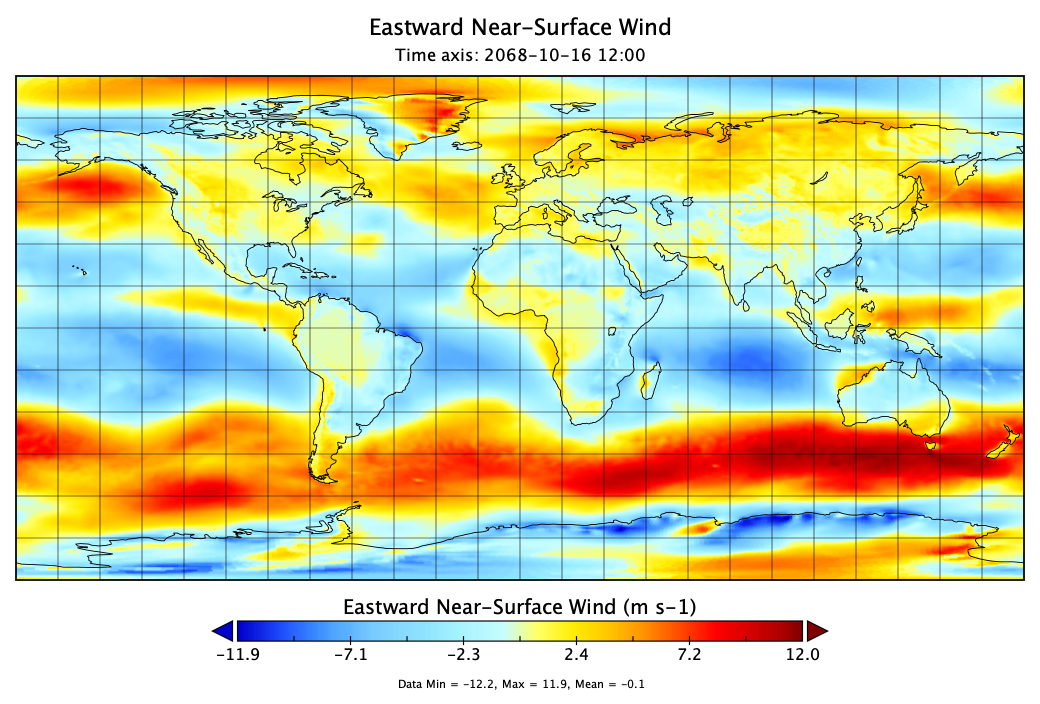 Eastward Near-Surface Wind
Time axis: 2068-10-16 12:00
Eastward Near-Surface Wind (m s-1)
-11.9 -7.1 -2.3 2.4 7.2 12.0
Data Min = -12.2, Max = 11.9, Mean = -0.1